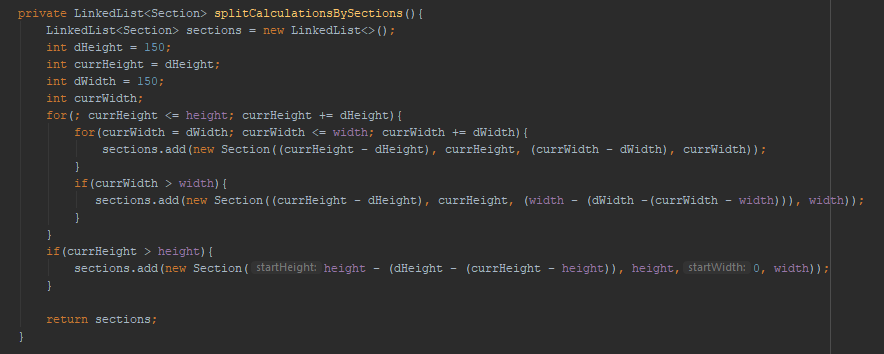 private LinkedList<Section> splitCalculationsBySections(){
LinkedList<Section> sections = new LinkedList<>();
int dHeight = 150;
int currHeight = dHeight;
int dWidth = 150;
int currWidth;
for(; currHeight <= height; currHeight += dHeight){
for(currWidth = dWidth; currWidth <= width; currWidth += dWidth){
sections.add(new Section((currHeight - dHeight), currHeight, (currWidth - dWidth), currWidth));
}
if(currWidth > width){
sections.add(new Section((currHeight - dHeight), currHeight, (width - (dWidth -(currWidth - width))), width));
}
}
if(currHeight > height){
sections.add(new Section( startHeight: height - (dHeight - (currHeight - height)), height, startWidth: 0, width));
}
return sections;
}